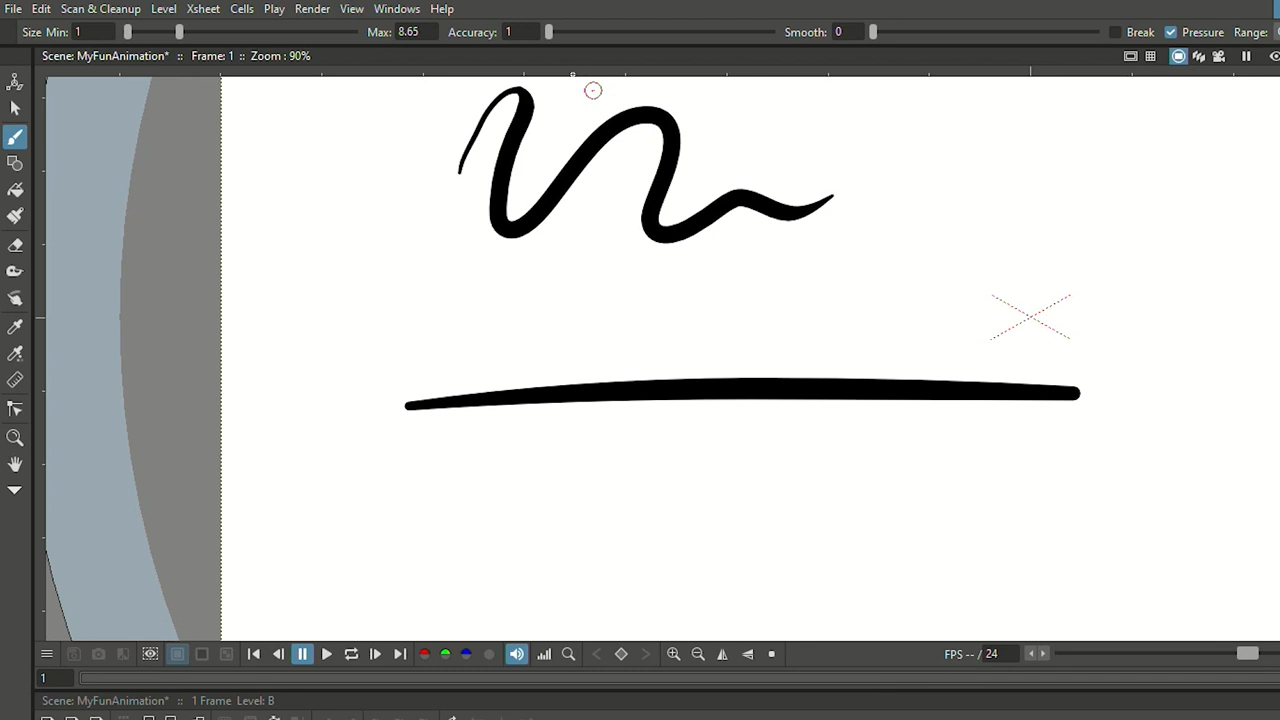 File Edit Scan & Cleanup Level Xsheet Cells Play Render View Windows Help
Size Min: 1 Max: 8.65 Accuracy: 1 Smooth: 0 Break Pressure Range:
Scene: MyFunAnimation* :: Frame: 1 :: Zoom : 90%
FPS -- / 24
1
Scene: MyFunAnimation* :: 1 Frame Level: B